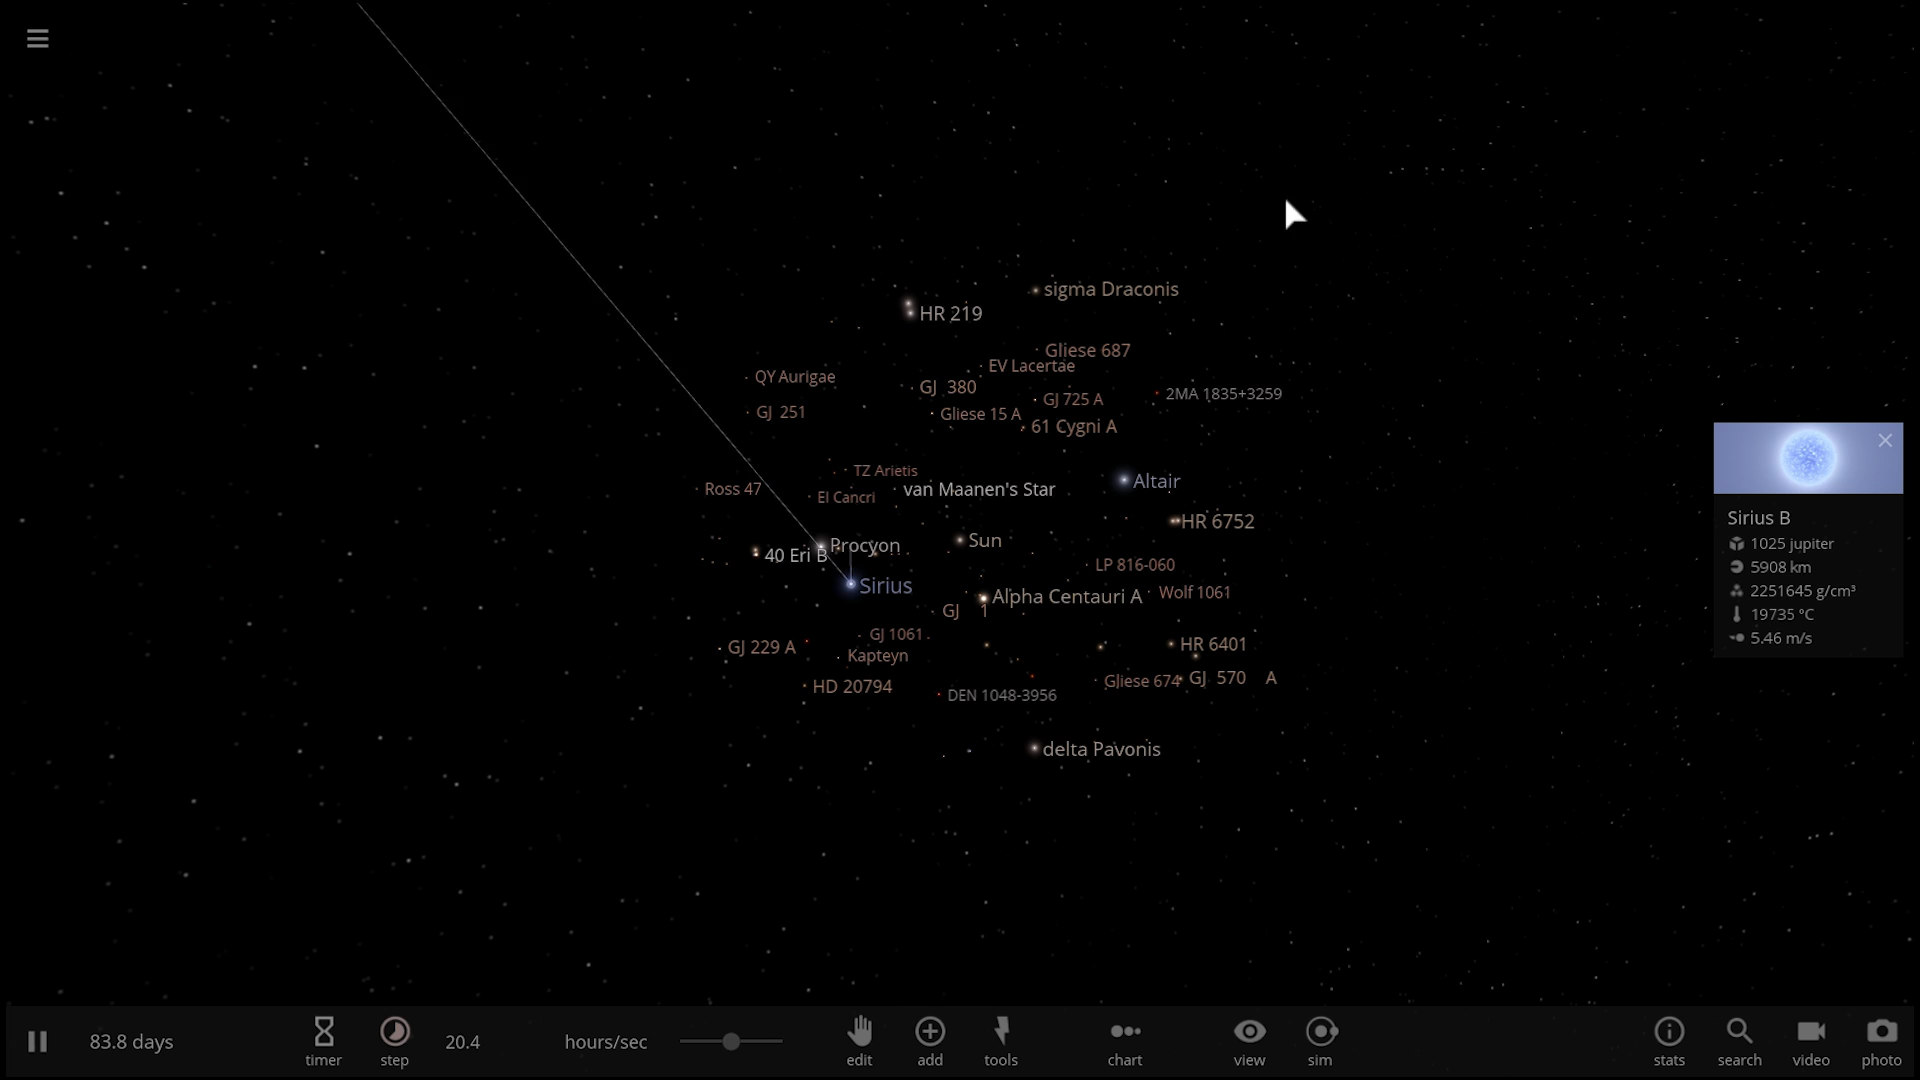 sigma Draconis
HR 219
Gliese 687
EV Lacertae
QY Aurigae
GJ 380
2MA 1835+3259
GJ 725 A
GJ 251
Gliese 15 A
61 Cygni A
TZ Arietis
Altair
Ross 47
EI Cancri
van Maanen's Star
HR 6752
Sun
Procyon
40 Eri B
LP 816-060
Sirius
Alpha Centauri A
Wolf 1061
GJ 1
GJ 1061
GJ 229 A
Kapteyn
HR 6401
HD 20794
DEN 1048-3956
Gliese 674
GJ 570 A
delta Pavonis
Sirius B
1025 jupiter
5908 km
2251645 g/cm³
19735 °C
5.46 m/s
83.8 days
timer
step
20.4 hours/sec
edit
add
tools
chart
view
sim
stats
search
video
photo